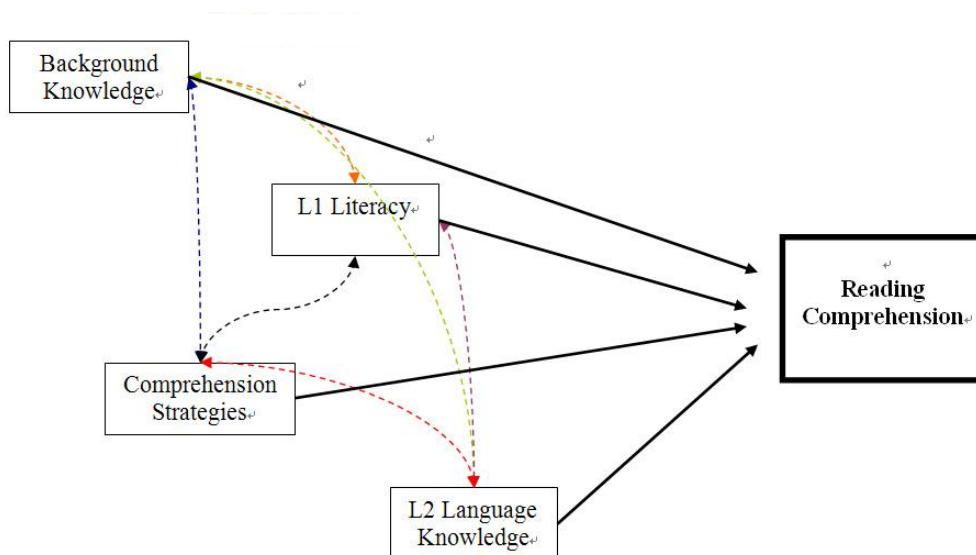 Background
Knowledge↵
↵
↵
L1 Literacy↵
↵
Reading
Comprehension↵
Comprehension
Strategies↵
L2 Language
Knowledge↵